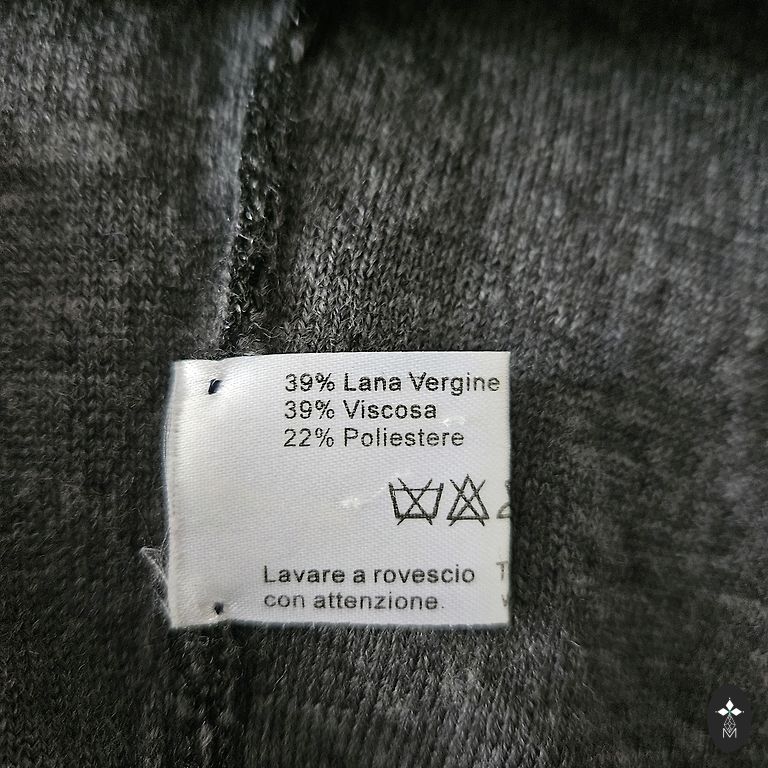 39% Lana Vergine
39% Viscosa
22% Poliestere
Lavare a rovescio
con attenzione.